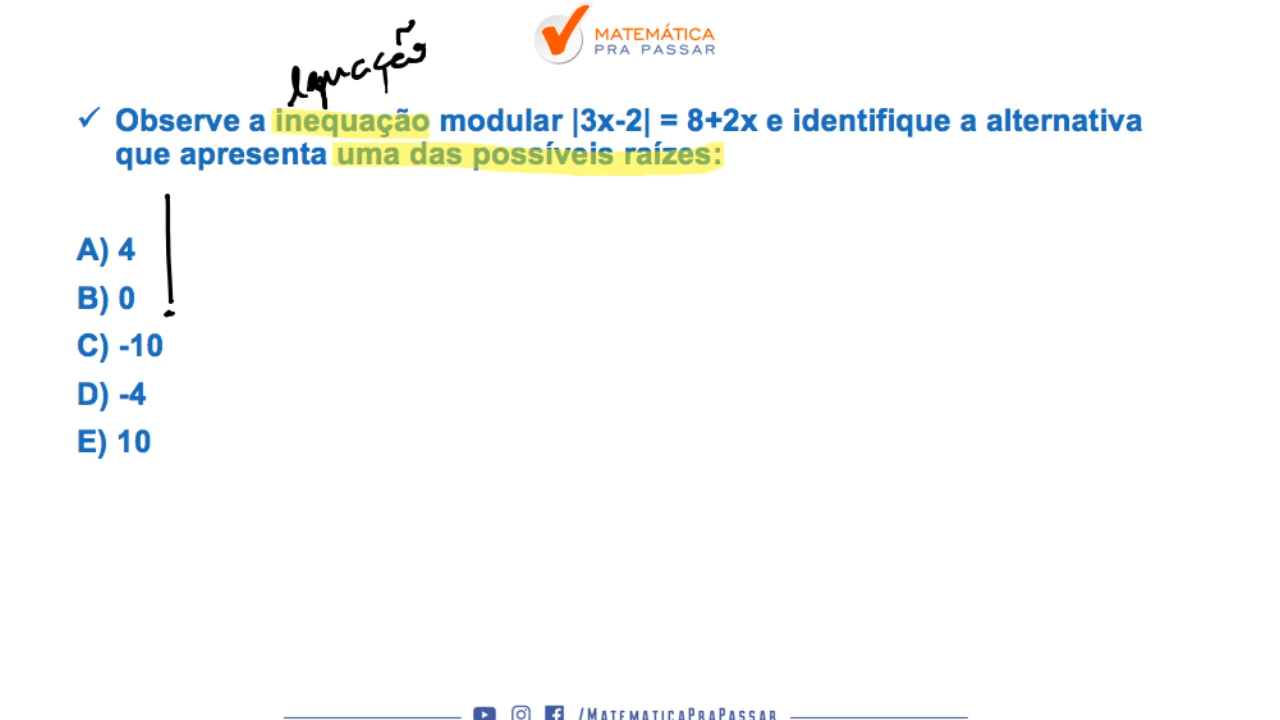 MATEMÁTICA
PRA PASSAR
equação
✓ Observe a inequação modular |3x-2| = 8+2x e identifique a alternativa
que apresenta uma das possíveis raízes:
A) 4
B) 0
C) -10
D) -4
E) 10
/MATEMATICAPRAPASSAR